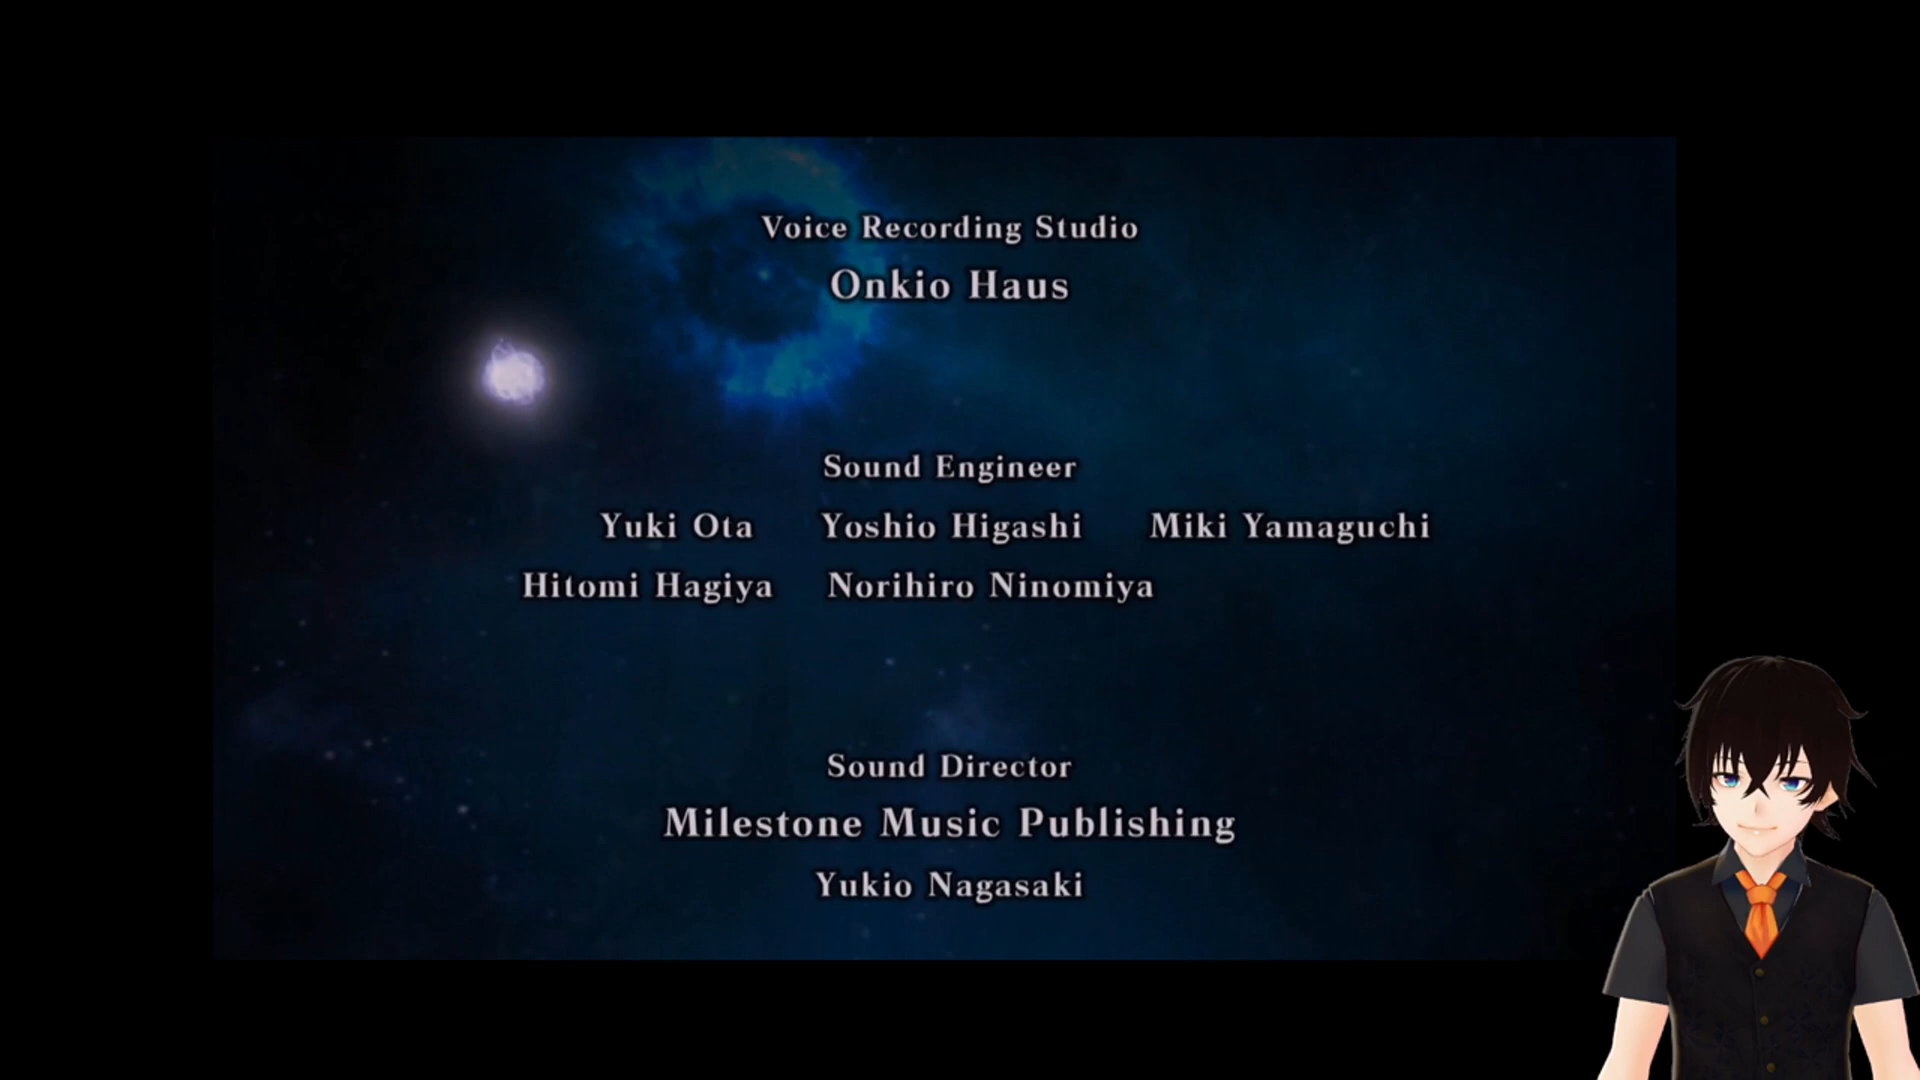 Voice Recording Studio
Onkio Haus
Sound Engineer
Yuki Ota Yoshio Higashi Miki Yamaguchi
Hitomi Hagiya Norihiro Ninomiya
Sound Director
Milestone Music Publishing
Yukio Nagasaki